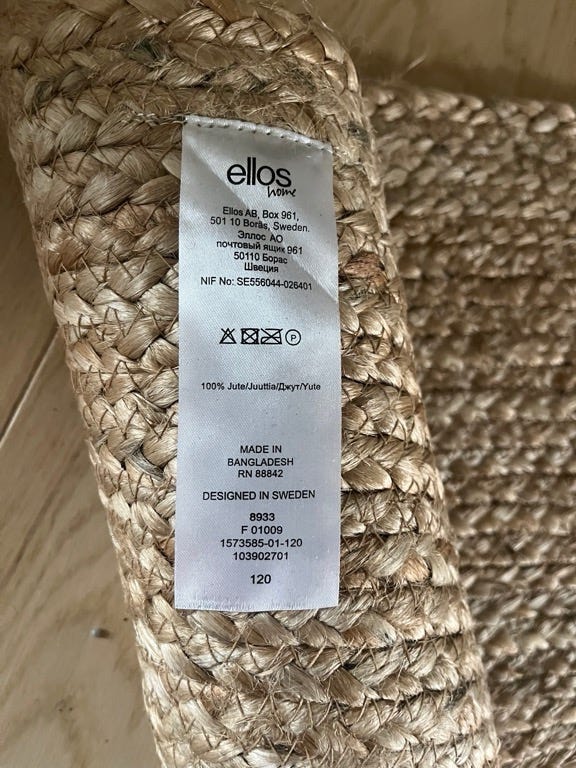 ellos
home
Ellos AB, Box 961,
501 10 Borås, Sweden.
Эллос АО
почтовый ящик 961
50110 Борас
Швеция
NIF No: SE556044-026401
P
100% Jute/Juuttia/Джут/Yute
MADE IN
BANGLADESH
RN 88842
DESIGNED IN SWEDEN
8933
F 01009
1573585-01-120
103902701
120